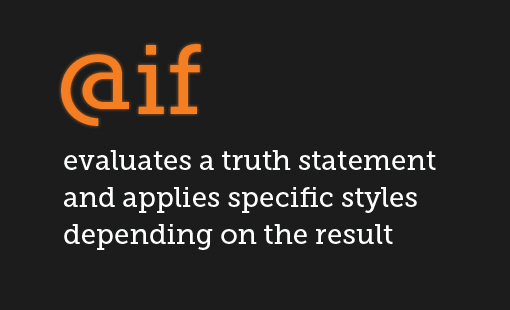 @if
evaluates a truth statement
and applies specific styles
depending on the result